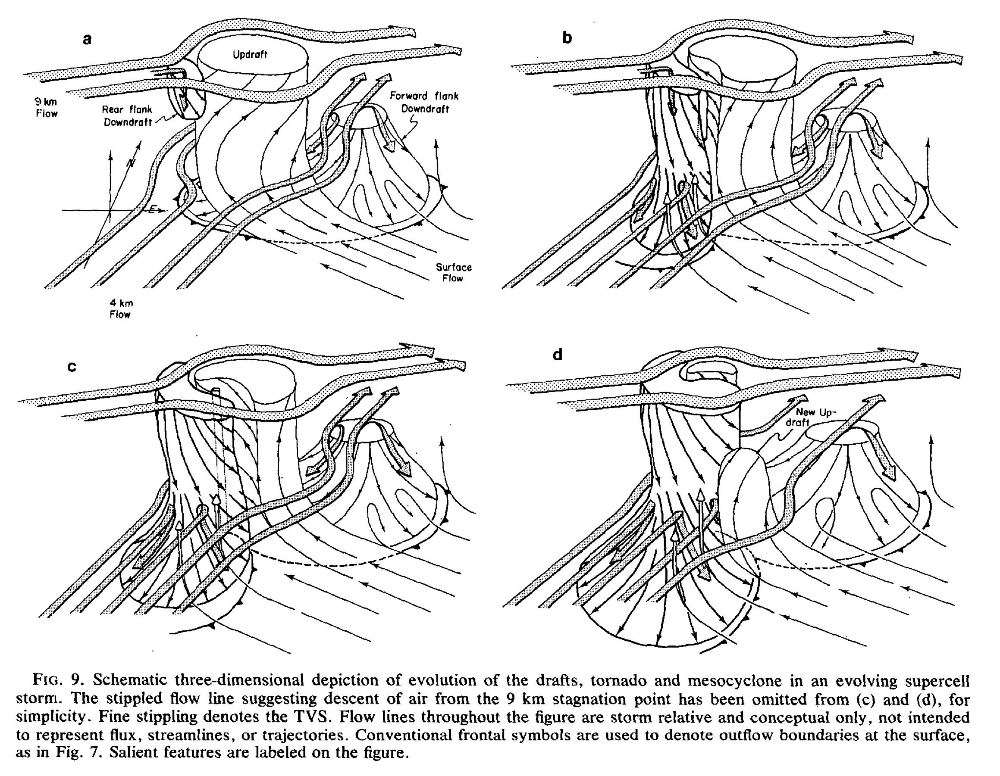 a
Updraft
9 km
Flow
Rear flank
Downdraft
Forward flank
Downdraft
N
E
Surface
Flow
4 km
Flow
b
c
d
New Up-
draft
FIG. 9. Schematic three-dimensional depiction of evolution of the drafts, tornado and mesocyclone in an evolving supercell
storm. The stippled flow line suggesting descent of air from the 9 km stagnation point has been omitted from (c) and (d), for
simplicity. Fine stippling denotes the TVS. Flow lines throughout the figure are storm relative and conceptual only, not intended
to represent flux, streamlines, or trajectories. Conventional frontal symbols are used to denote outflow boundaries at the surface,
as in Fig. 7. Salient features are labeled on the figure.